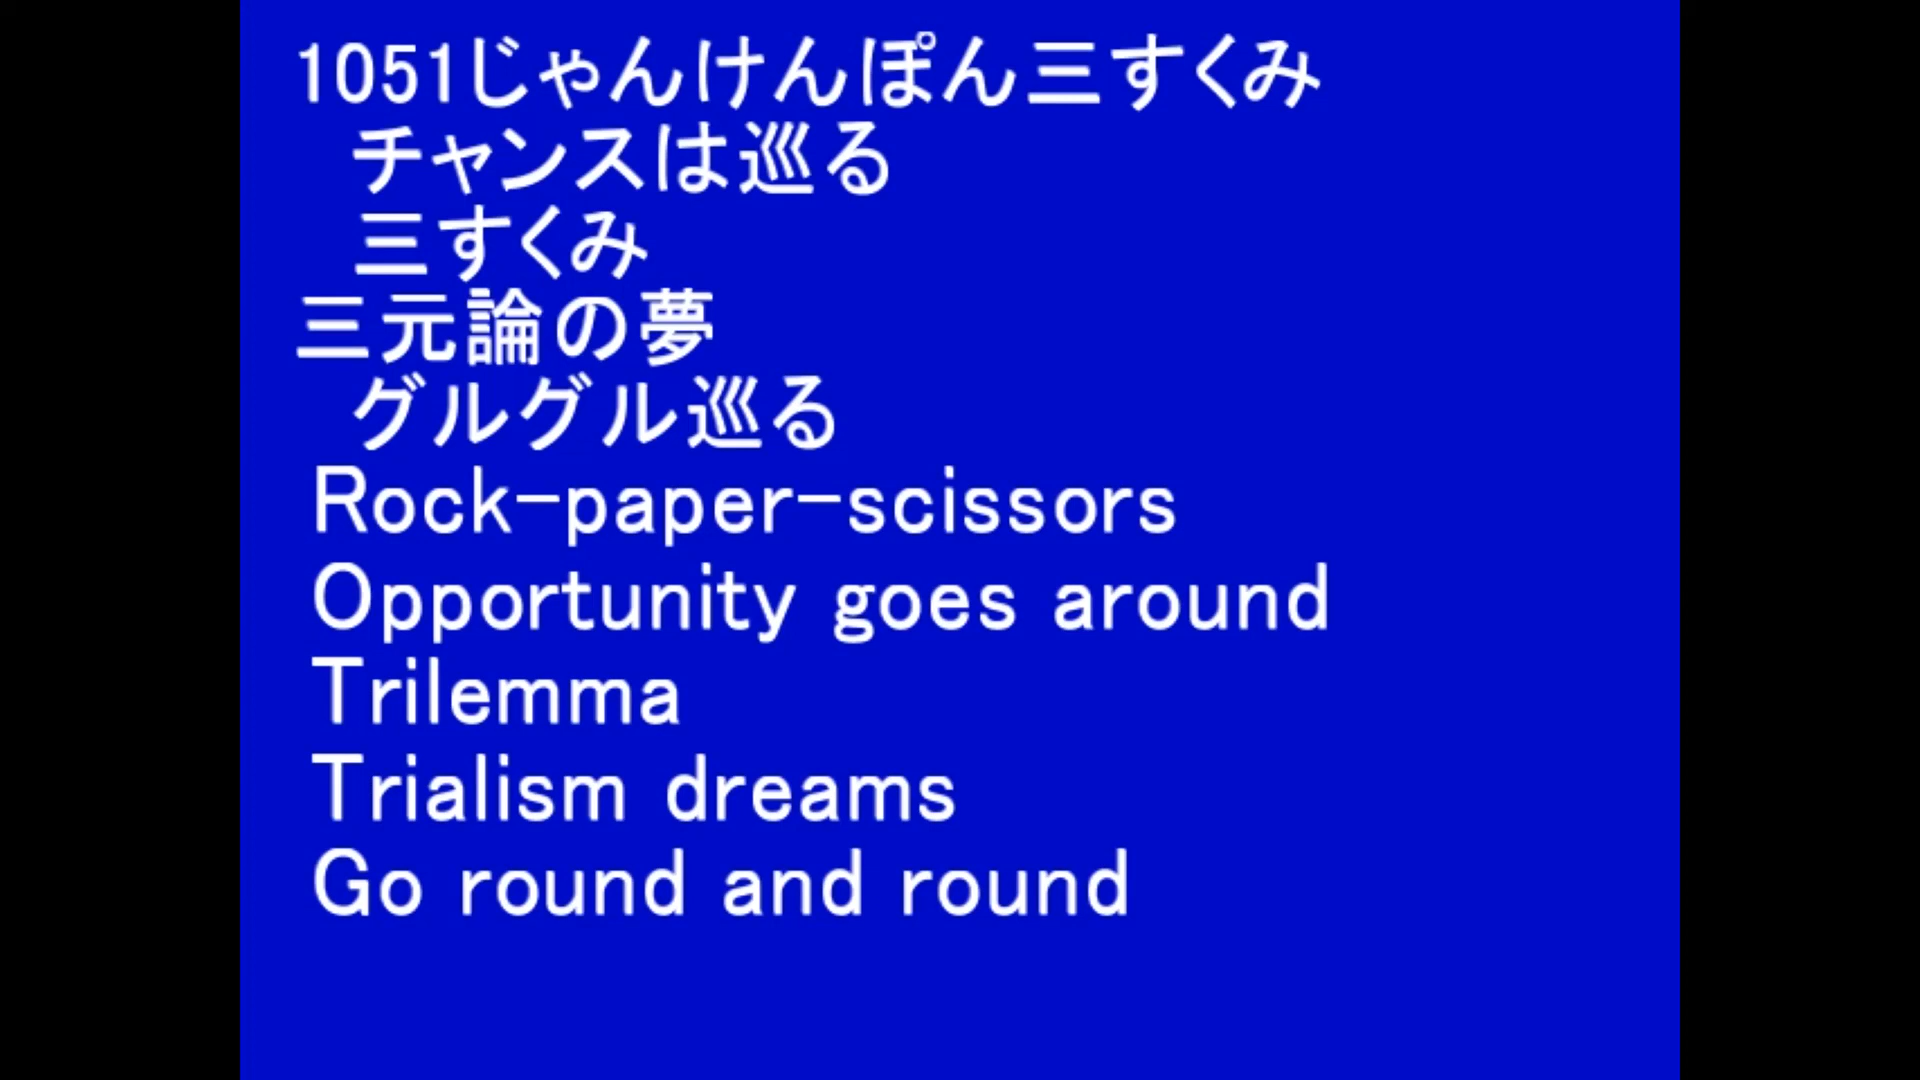 1051じゃんけんぽん三すくみ
チャンスは巡る
三すくみ
三元論の夢
グルグル巡る
Rock-paper-scissors
Opportunity goes around
Trilemma
Trialism dreams
Go round and round